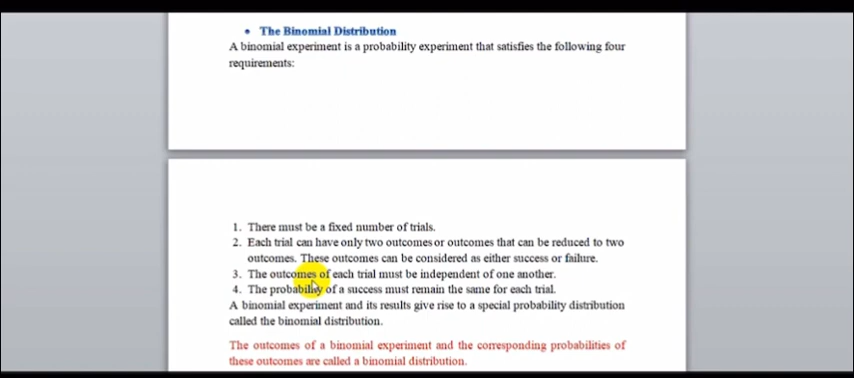 • The Binomial Distribution
A binomial experiment is a probability experiment that satisfies the following four
requirements:
1. There must be a fixed number of trials.
2. Each trial can have only two outcomes or outcomes that can be reduced to two
outcomes. These outcomes can be considered as either success or failure.
3. The outcomes of each trial must be independent of one another.
4. The probability of a success must remain the same for each trial.
A binomial experiment and its results give rise to a special probability distribution
called the binomial distribution.
The outcomes of a binomial experiment and the corresponding probabilities of
these outcomes are called a binomial distribution.